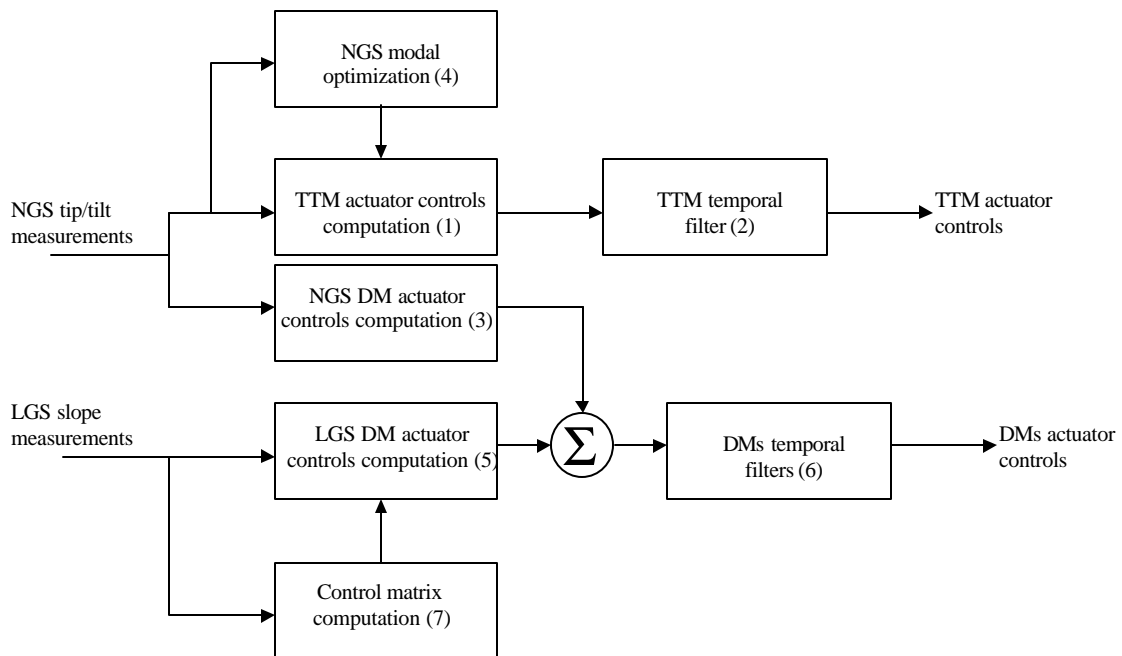 NGS modal
optimization (4)
NGS tip/tilt
measurements
TTM actuator controls
computation (1)
TTM temporal
filter (2)
TTM actuator
controls
NGS DM actuator
controls computation (3)
LGS slope
measurements
LGS DM actuator
controls computation (5)
Σ
DMs temporal
filters (6)
DMs actuator
controls
Control matrix
computation (7)